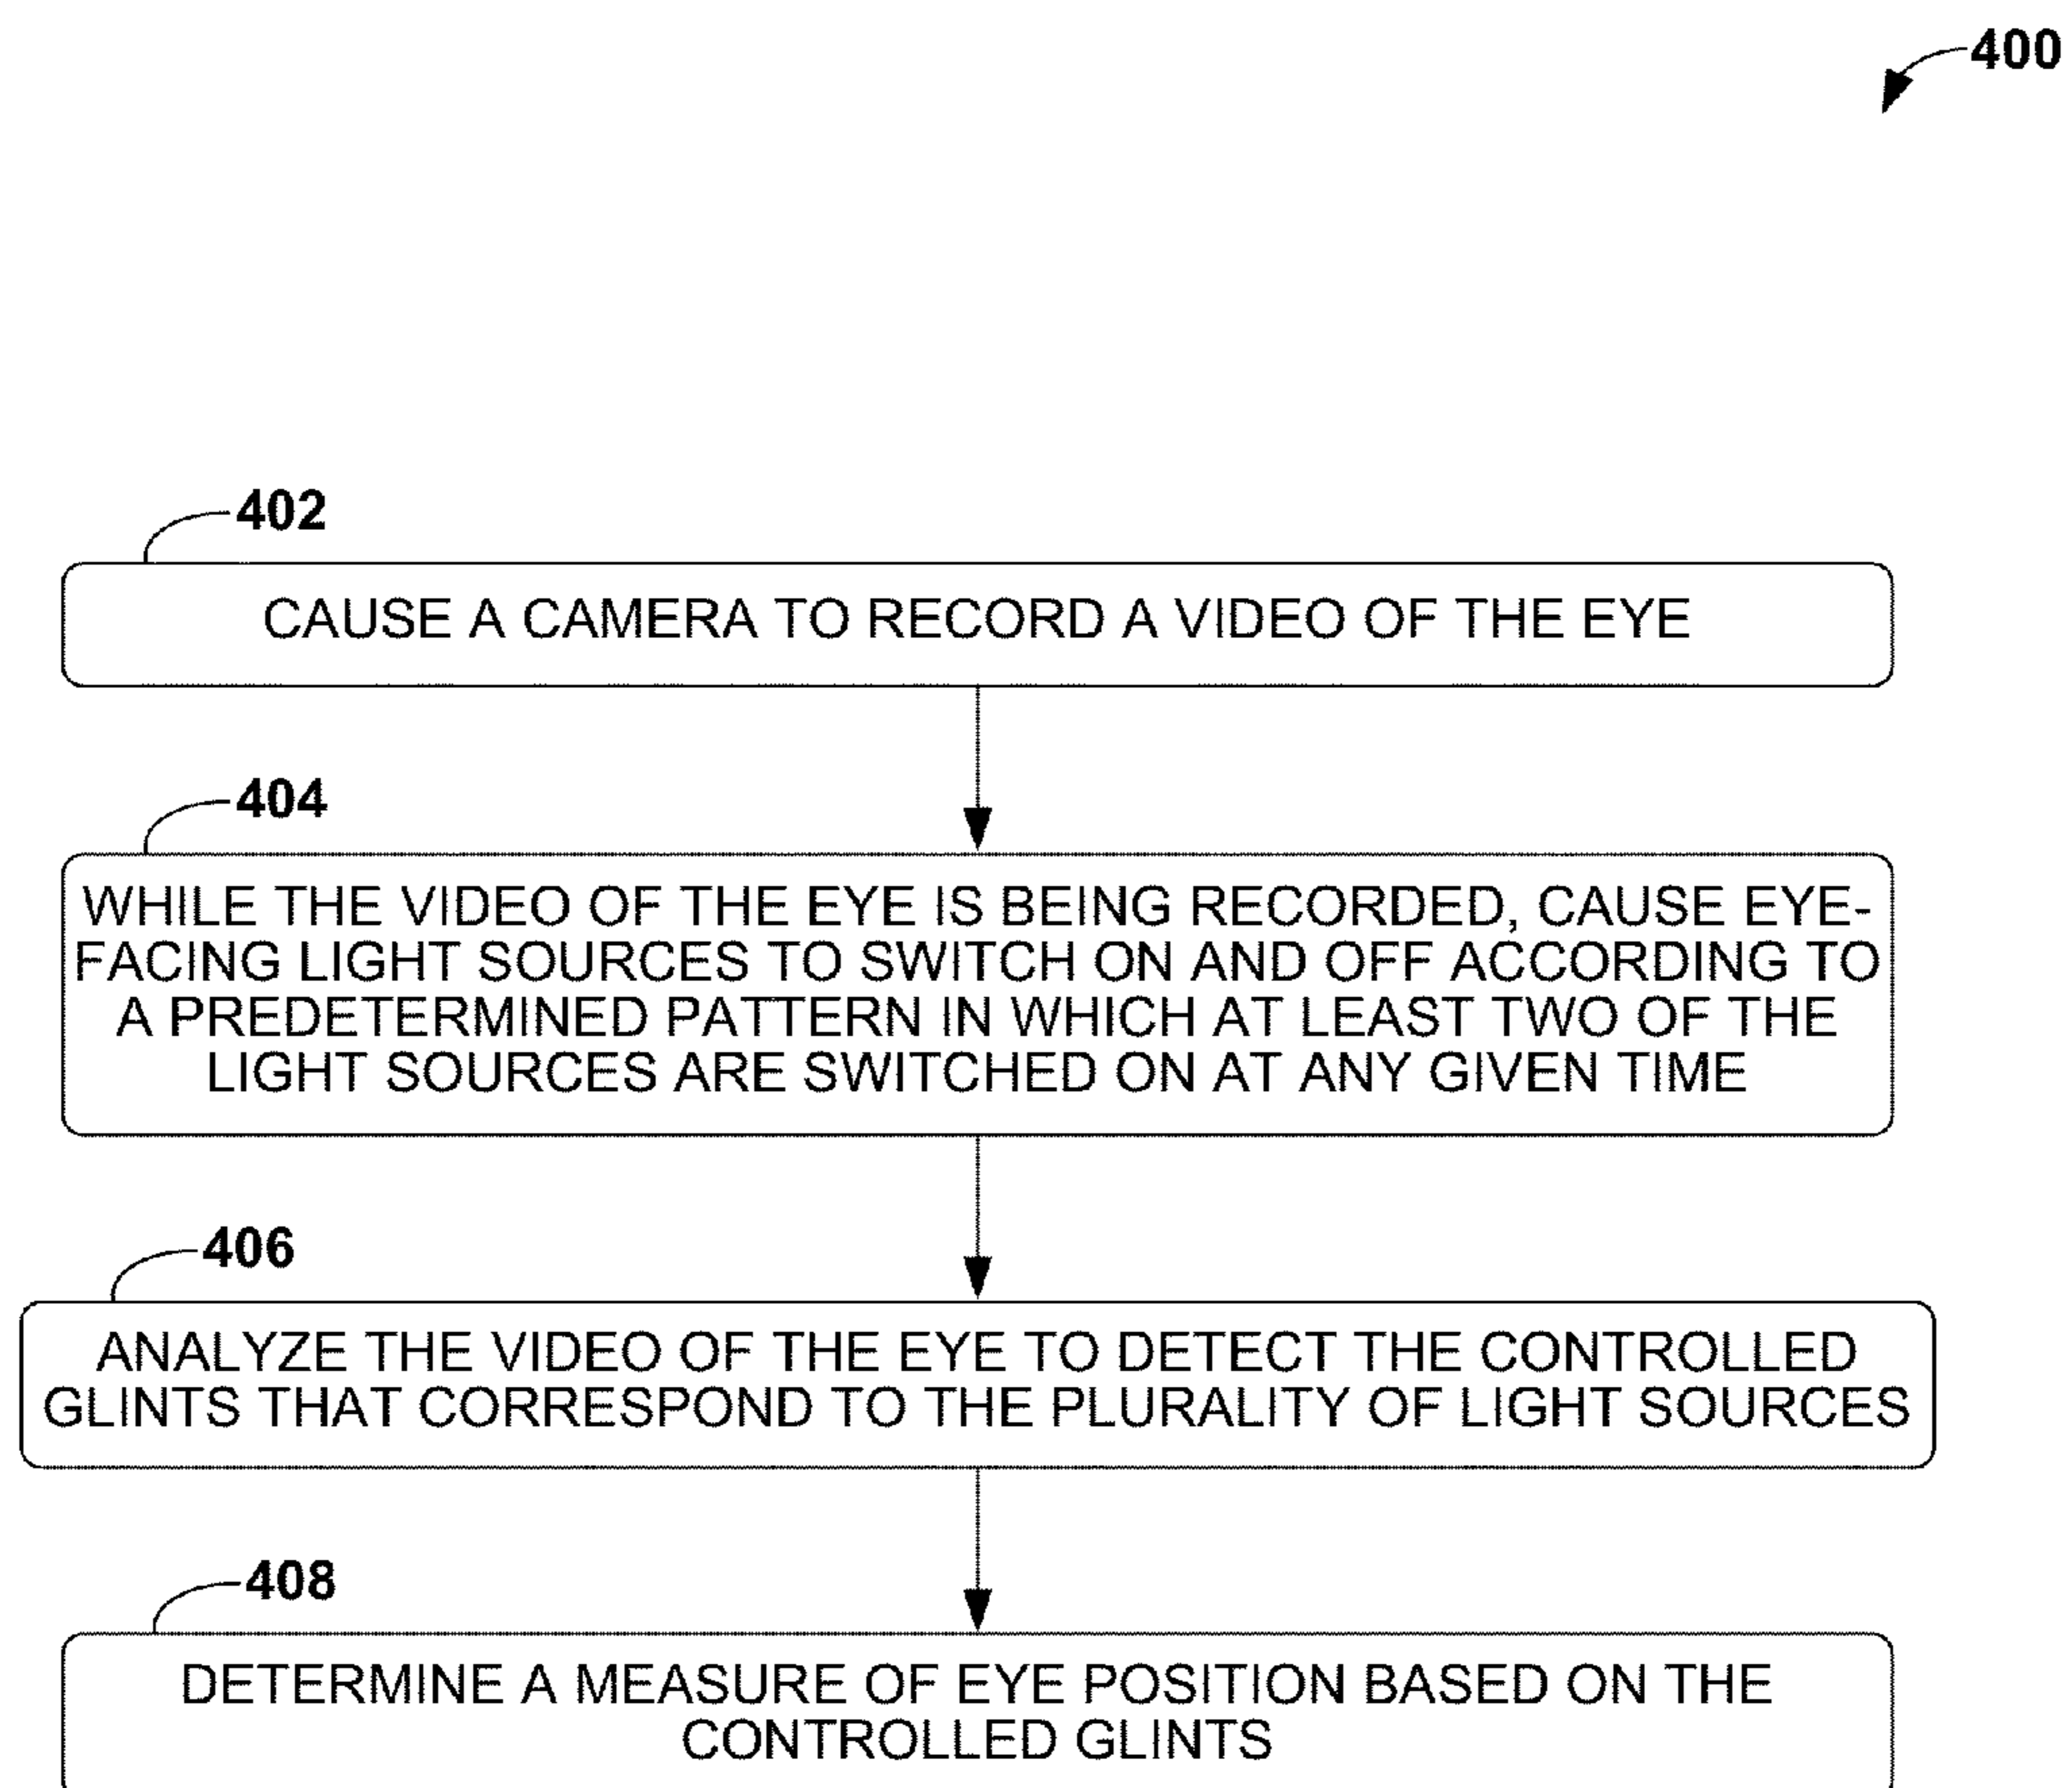 400
402
CAUSE A CAMERA TO RECORD A VIDEO OF THE EYE
404
WHILE THE VIDEO OF THE EYE IS BEING RECORDED, CAUSE EYE-
FACING LIGHT SOURCES TO SWITCH ON AND OFF ACCORDING TO
A PREDETERMINED PATTERN IN WHICH AT LEAST TWO OF THE
LIGHT SOURCES ARE SWITCHED ON AT ANY GIVEN TIME
406
ANALYZE THE VIDEO OF THE EYE TO DETECT THE CONTROLLED
GLINTS THAT CORRESPOND TO THE PLURALITY OF LIGHT SOURCES
408
DETERMINE A MEASURE OF EYE POSITION BASED ON THE
CONTROLLED GLINTS